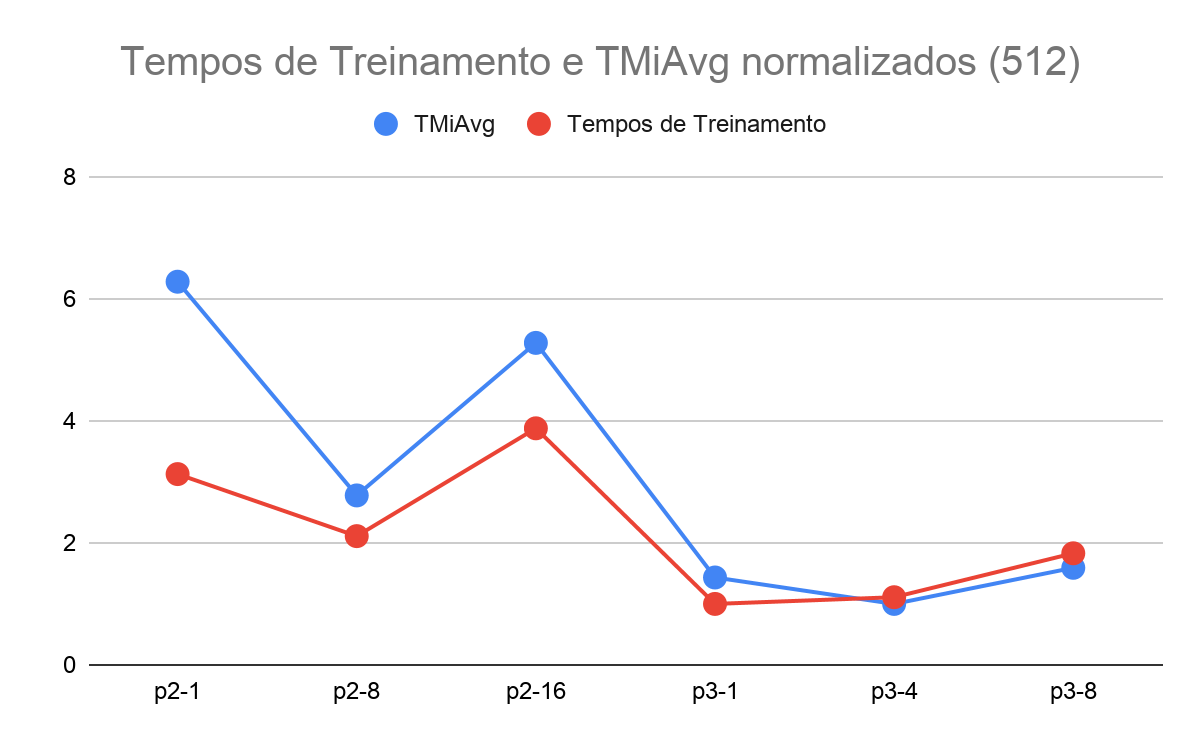 Tempos de Treinamento e TMiAvg normalizados (512)
TMiAvg Tempos de Treinamento
8
6
4
2
0
p2-1 p2-8 p2-16 p3-1 p3-4 p3-8